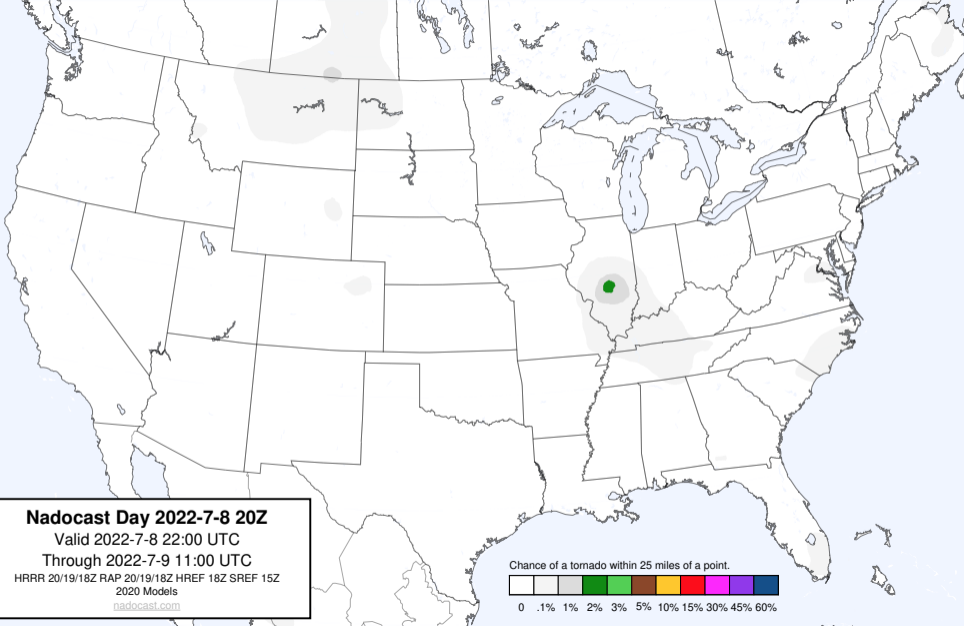 Nadocast Day 2022-7-8 20Z
Valid 2022-7-8 22:00 UTC
Through 2022-7-9 11:00 UTC
HRRR 20/19/18Z RAP 20/19/18Z HREF 18Z SREF 15Z
2020 Models
nadocast.com
Chance of a tornado within 25 miles of a point.
0 .1% 1% 2% 3% 5% 10% 15% 30% 45% 60%